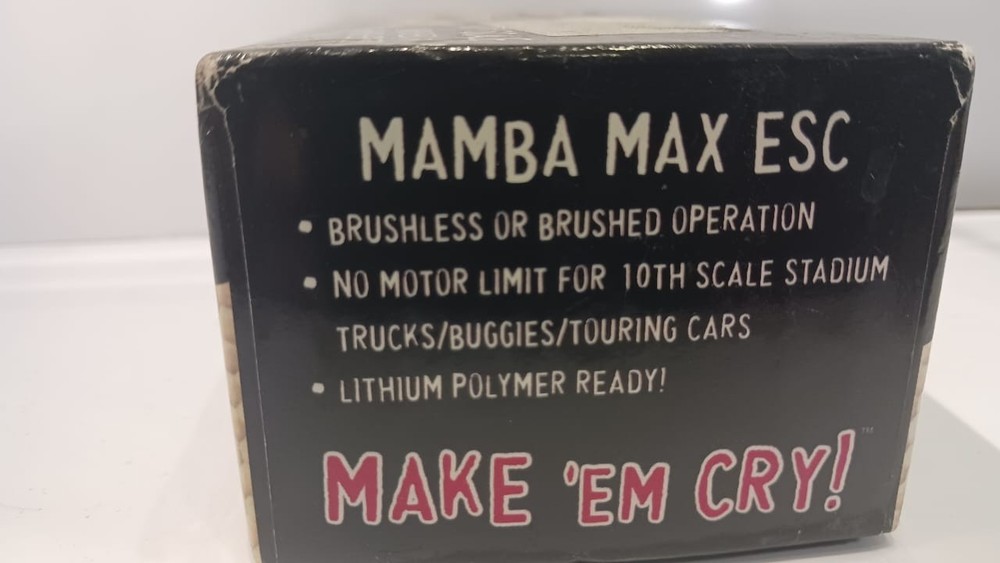 MAMBA MAX ESC
• BRUSHLESS OR BRUSHED OPERATION
• NO MOTOR LIMIT FOR 10TH SCALE STADIUM
TRUCKS/BUGGIES/TOURING CARS
• LITHIUM POLYMER READY!
MAKE 'EM CRY!™